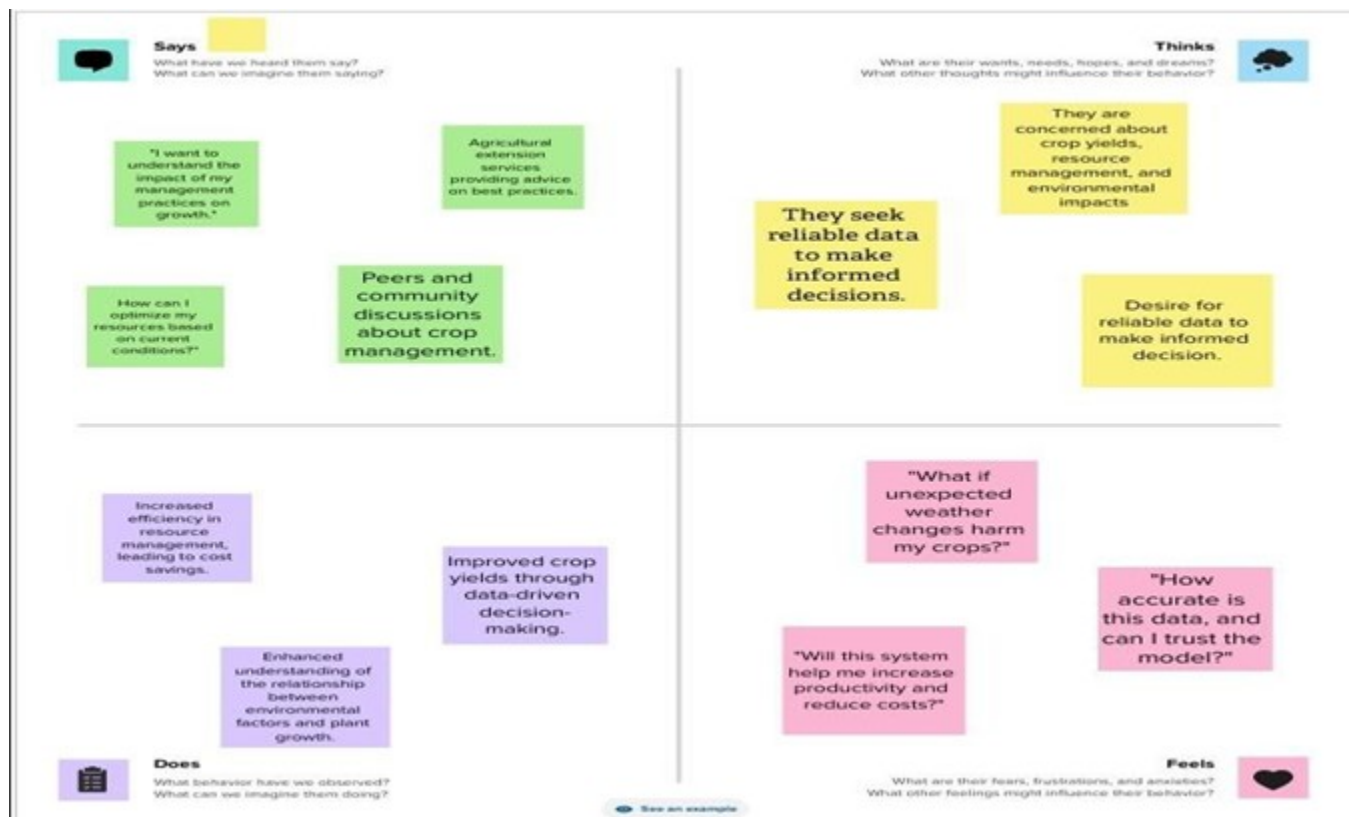 Says
What have we heard them say?
What can we imagine them saying?
"I want to
understand the
impact of my
management
practices on
growth."
Agricultural
extension
services
providing advice
on best practices.
How can I
optimize my
resources based
on current
conditions?"
Peers and
community
discussions
about crop
management.
Thinks
What are their wants, needs, hopes, and dreams?
What other thoughts might influence their behavior?
They are
concerned about
crop yields,
resource
management, and
environmental
impacts
They seek
reliable data
to make
informed
decisions.
Desire for
reliable data to
make informed
decision.
Increased
efficiency in
resource
management,
leading to cost
savings.
Improved crop
yields through
data-driven
decision-
making.
Enhanced
understanding of
the relationship
between
environmental
factors and plant
growth.
Does
What behavior have we observed?
What can we imagine them doing?
"What if
unexpected
weather
changes harm
my crops?"
"How
accurate is
this data, and
can I trust the
model?"
"Will this system
help me increase
productivity and
reduce costs?"
Feels
What are their fears, frustrations, and anxieties?
What other feelings might influence their behavior?
See an example